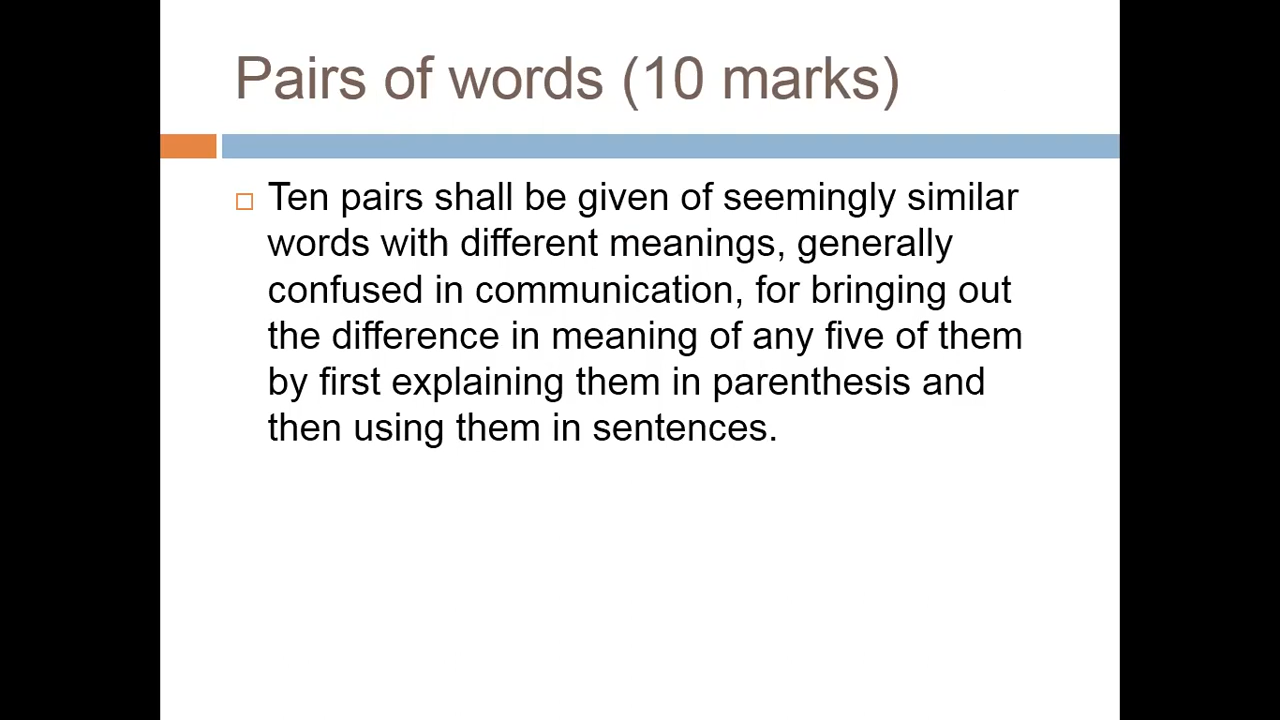 Pairs of words (10 marks)
Ten pairs shall be given of seemingly similar
words with different meanings, generally
confused in communication, for bringing out
the difference in meaning of any five of them
by first explaining them in parenthesis and
then using them in sentences.